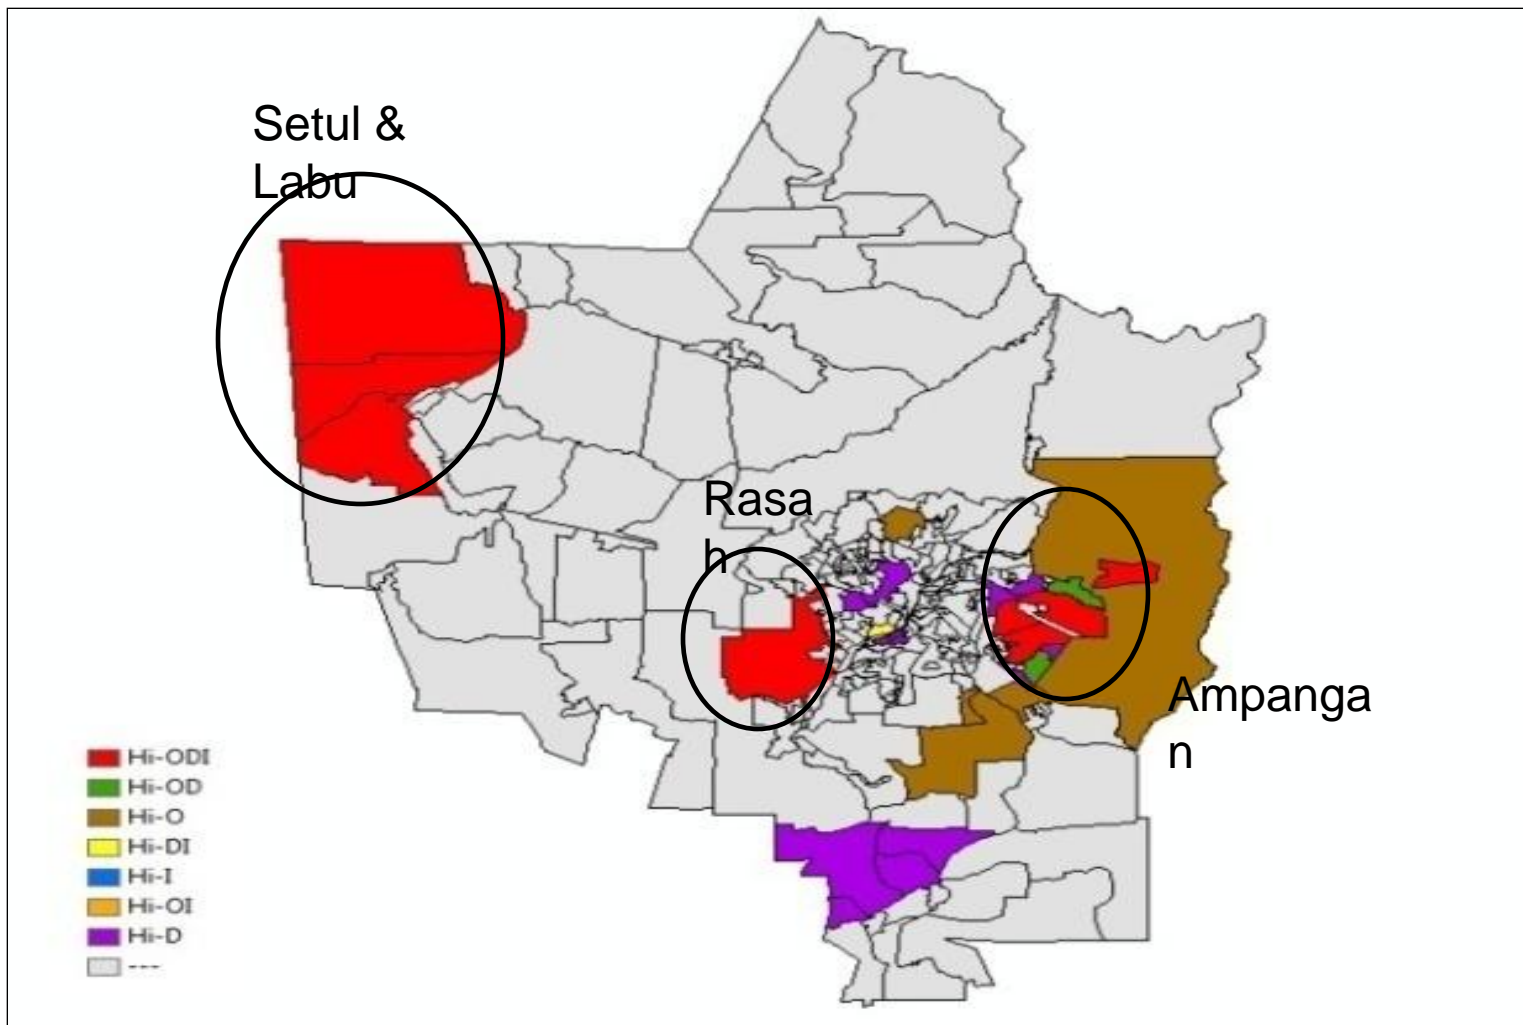 Setul &
Labu
Rasa
h
Ampanga
n
Hi-ODI
Hi-OD
Hi-O
Hi-DI
Hi-I
Hi-OI
Hi-D
---